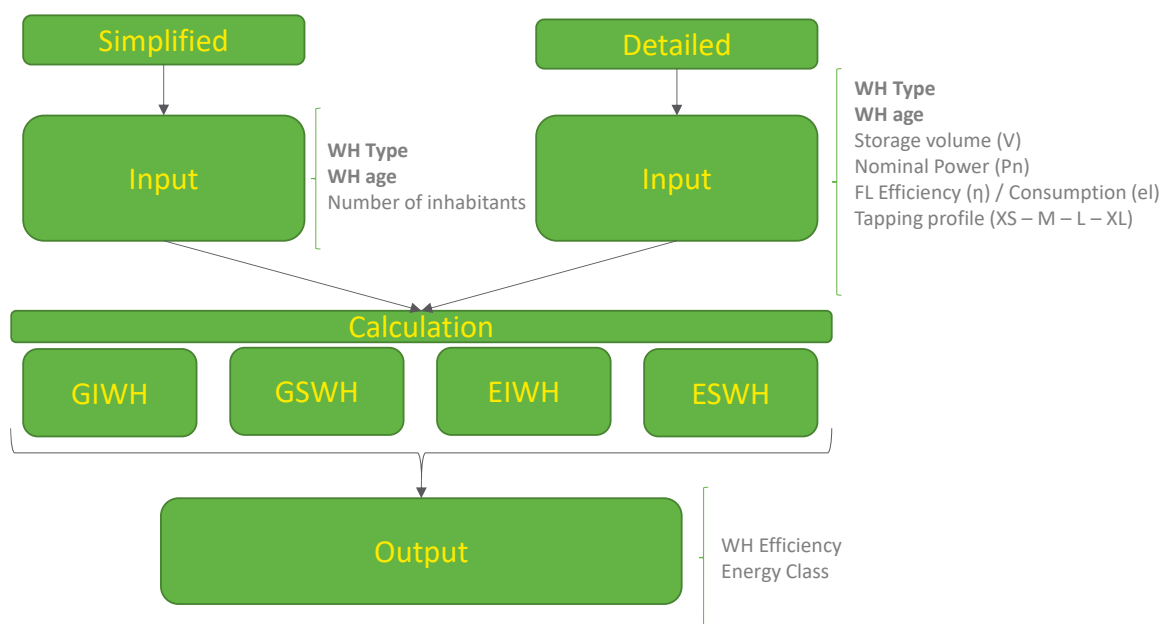 Simplified
Detailed
Input
WH Type
WH age
Number of inhabitants
Input
WH Type
WH age
Storage volume (V)
Nominal Power (Pn)
FL Efficiency (η) / Consumption (el)
Tapping profile (XS – M – L – XL)
Calculation
GIWH
GSWH
EIWH
ESWH
Output
WH Efficiency
Energy Class